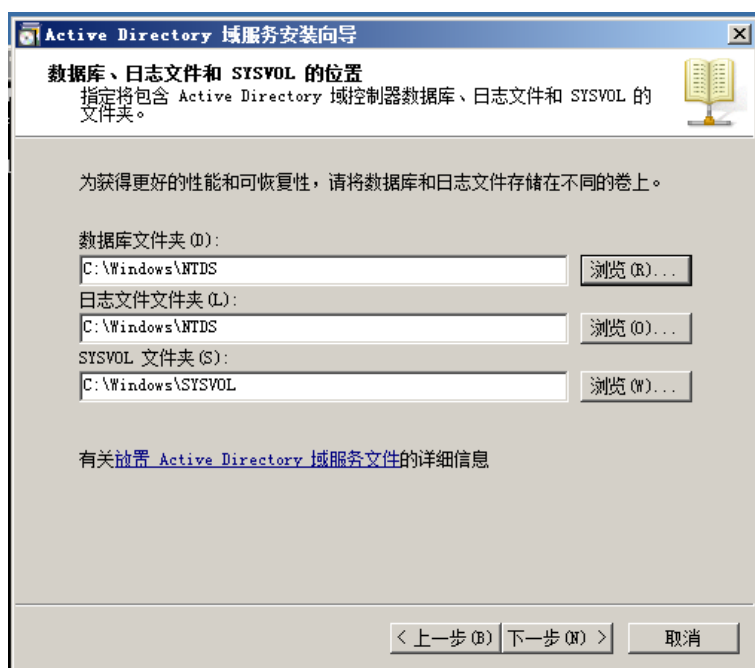 Active Directory 域服务安装向导
数据库、日志文件和 SYSVOL 的位置
指定将包含 Active Directory 域控制器数据库、日志文件和 SYSVOL 的
文件夹。
为获得更好的性能和可恢复性，请将数据库和日志文件存储在不同的卷上。
数据库文件夹(D):
C:\Windows\NTDS 浏览(R)...
日志文件文件夹(L):
C:\Windows\NTDS 浏览(O)...
SYSVOL 文件夹(S):
C:\Windows\SYSVOL 浏览(W)...
有关放置 Active Directory 域服务文件的详细信息
< 上一步(B) 下一步(N) > 取消